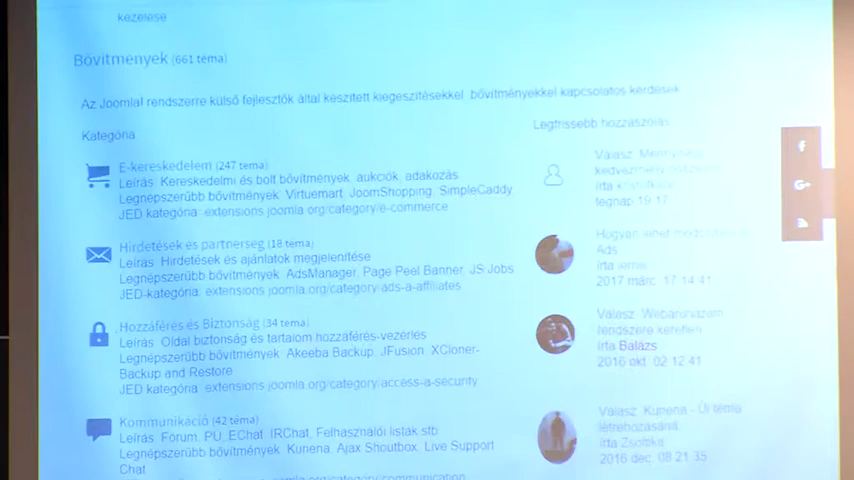 kezelése
Bővítmények (661 téma)
Az Joomla! rendszerre külső fejlesztők által készített kiegészítésekkel, bővítményekkel kapcsolatos kérdések
Kategória
Legfrissebb hozzászólás
E-kereskedelem (247 téma)
Leírás: Kereskedelmi és bolt bővítmények, aukciók, adakozás
Legnépszerűbb bővítmények: Virtuemart, JoomShopping, SimpleCaddy
JED kategória: extensions.joomla.org/category/e-commerce
Válasz:
írta
tegnap 19:17
Hirdetések és partnerség (18 téma)
Leírás: Hirdetések és ajánlatok megjelenítése
Legnépszerűbb bővítmények: AdsManager, Page Peel Banner, JS Jobs
JED-kategória: extensions.joomla.org/category/ads-a-affiliates
Hogyan lehet
Ads
írta
2017 márc. 17 14:41
Hozzáférés és Biztonság (34 téma)
Leírás: Oldal biztonság és tartalom hozzáférés-vezérlés
Legnépszerűbb bővítmények: Akeeba Backup, JFusion, XCloner-
Backup and Restore
JED kategória: extensions.joomla.org/category/access-a-security
Válasz: Webáruházam
rendszere
írta Balázs
2016 okt. 02 12:41
Kommunikáció (42 téma)
Leírás: Fórum, PÜ, EChat, IRChat, Felhasználói listák stb.
Legnépszerűbb bővítmények: Kunena, Ajax Shoutbox, Live Support
Chat
Válasz: Kunena - Új téma
létrehozásána
írta Zsoltika
2016 dec. 08 21:35
f
G+